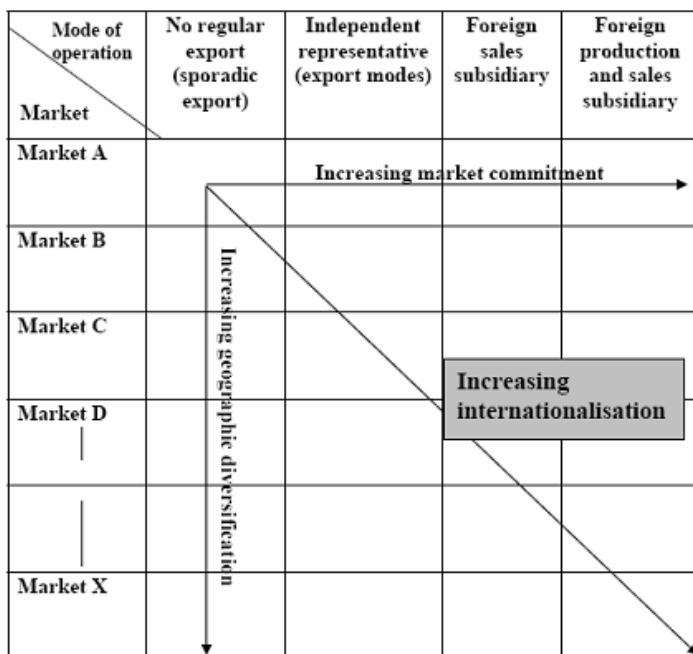 Mode of
operation
Market
No regular
export
(sporadic
export)
Independent
representative
(export modes)
Foreign
sales
subsidiary
Foreign
production
and sales
subsidiary
Market A
Increasing market commitment
Market B
Increasing geographic diversification
Market C
Increasing
internationalisation
Market D
Market X